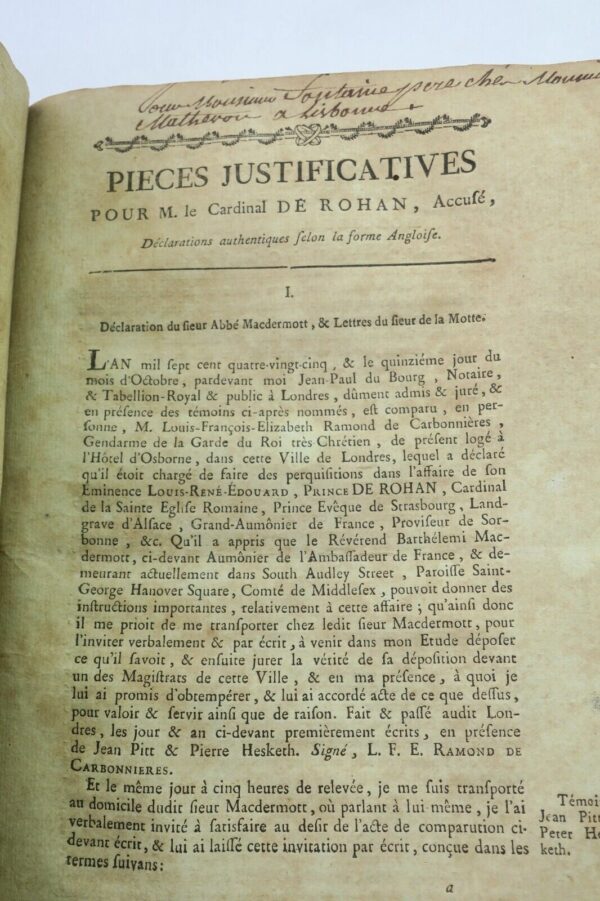 Pour Monsieur Fontaine pere chés Monsieur
Matheron a Lisbonne.
PIECES JUSTIFICATIVES
POUR M. le Cardinal DE ROHAN, Accuſé,
Déclarations authentiques ſelon la forme Angloiſe.
I.
Déclaration du ſieur Abbé Macdermott, & Lettres du ſieur de la Motte.
L'AN mil ſept cent quatre-vingt-cinq, & le quinziéme jour du
mois d'Octobre, pardevant moi Jean-Paul du Bourg, Notaire,
& Tabellion-Royal & public à Londres, dûment admis & juré, &
en préſence des témoins ci-après nommés, eſt comparu, en per-
ſonne, M. Louis-François-Elizabeth Ramond de Carbonnières,
Gendarme de la Garde du Roi très-Chrétien, de préſent logé à
l'Hôtel d'Osborne, dans cette Ville de Londres, lequel a déclaré
qu'il étoit chargé de faire des perquiſitions dans l'affaire de ſon
Eminence LOUIS-RENÉ-ÉDOUARD, PRINCE DE ROHAN, Cardinal
de la Sainte Egliſe Romaine, Prince Evêque de Strasbourg, Land-
grave d'Alſace, Grand-Aumônier de France, Proviſeur de Sor-
bonne, &c. Qu'il a appris que le Révérend Barthélemi Mac-
dermott, ci-devant Aumônier de l'Ambaſſadeur de France, & de-
meurant actuellement dans South Audley Street, Paroiſſe Saint-
George Hanover Square, Comté de Middleſex, pouvoit donner des
inſtructions importantes, relativement à cette affaire; qu'ainſi donc
il me prioit de me tranſporter chez ledit ſieur Macdermott, pour
l'inviter verbalement & par écrit, à venir dans mon Etude dépoſer
ce qu'il ſavoit, & enſuite jurer la vérité de ſa dépoſition devant
un des Magiſtrats de cette Ville, & en ma préſence, à quoi je
lui ai promis d'obtempérer, & lui ai accordé acte de ce que deſſus,
pour valoir & ſervir ainſi que de raiſon. Fait & paſſé audit Lon-
dres, les jour & an ci-devant premièrement écrits, en préſence
de Jean Pitt & Pierre Hesketh. Signé, L. F. E. RAMOND DE
CARBONNIERES.
Et le même jour à cinq heures de relevée, je me ſuis tranſporté
au domicile dudit ſieur Macdermott, où parlant à lui même, je l'ai
verbalement invité à ſatisfaire au deſir de l'acte de comparution ci-
devant écrit, & lui ai laiſſé cette invitation par écrit, conçue dans les
termes ſuivans:
Témoi
Jean Pitt
Peter He
keth.
a